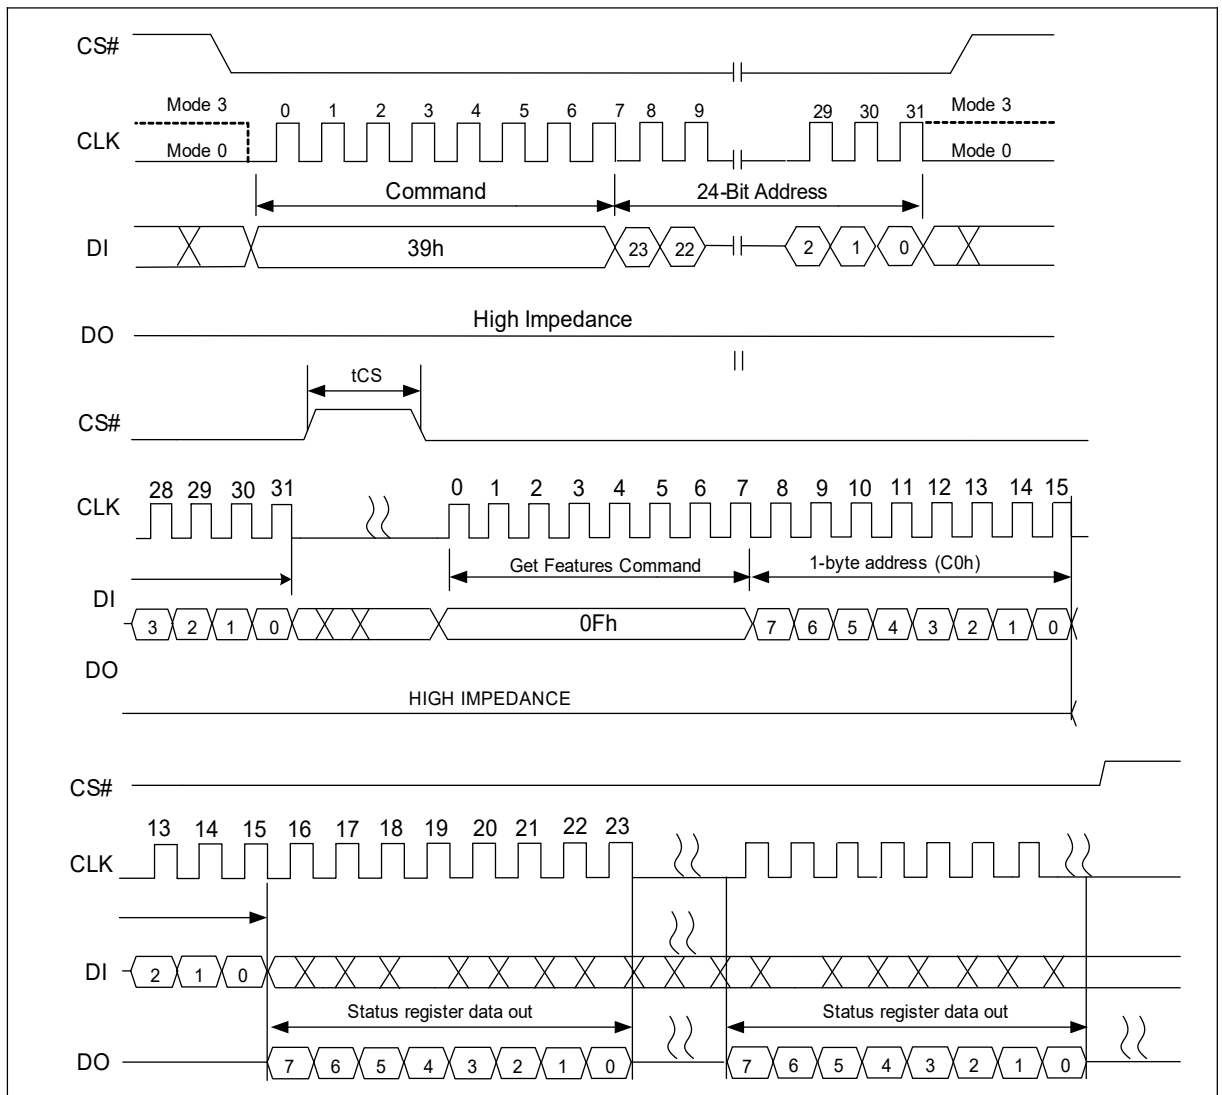 CS#
Mode 3 0 1 2 3 4 5 6 7 8 9 29 30 31 Mode 3
CLK
Mode 0 Mode 0
Command 24-Bit Address
DI 39h 23 22 2 1 0
High Impedance
DO
tCS
CS#
28 29 30 31 0 1 2 3 4 5 6 7 8 9 10 11 12 13 14 15
CLK
Get Features Command 1-byte address (C0h)
DI
3 2 1 0 0Fh 7 6 5 4 3 2 1 0
DO
HIGH IMPEDANCE
CS#
13 14 15 16 17 18 19 20 21 22 23
CLK
DI 2 1 0
Status register data out Status register data out
DO 7 6 5 4 3 2 1 0 7 6 5 4 3 2 1 0